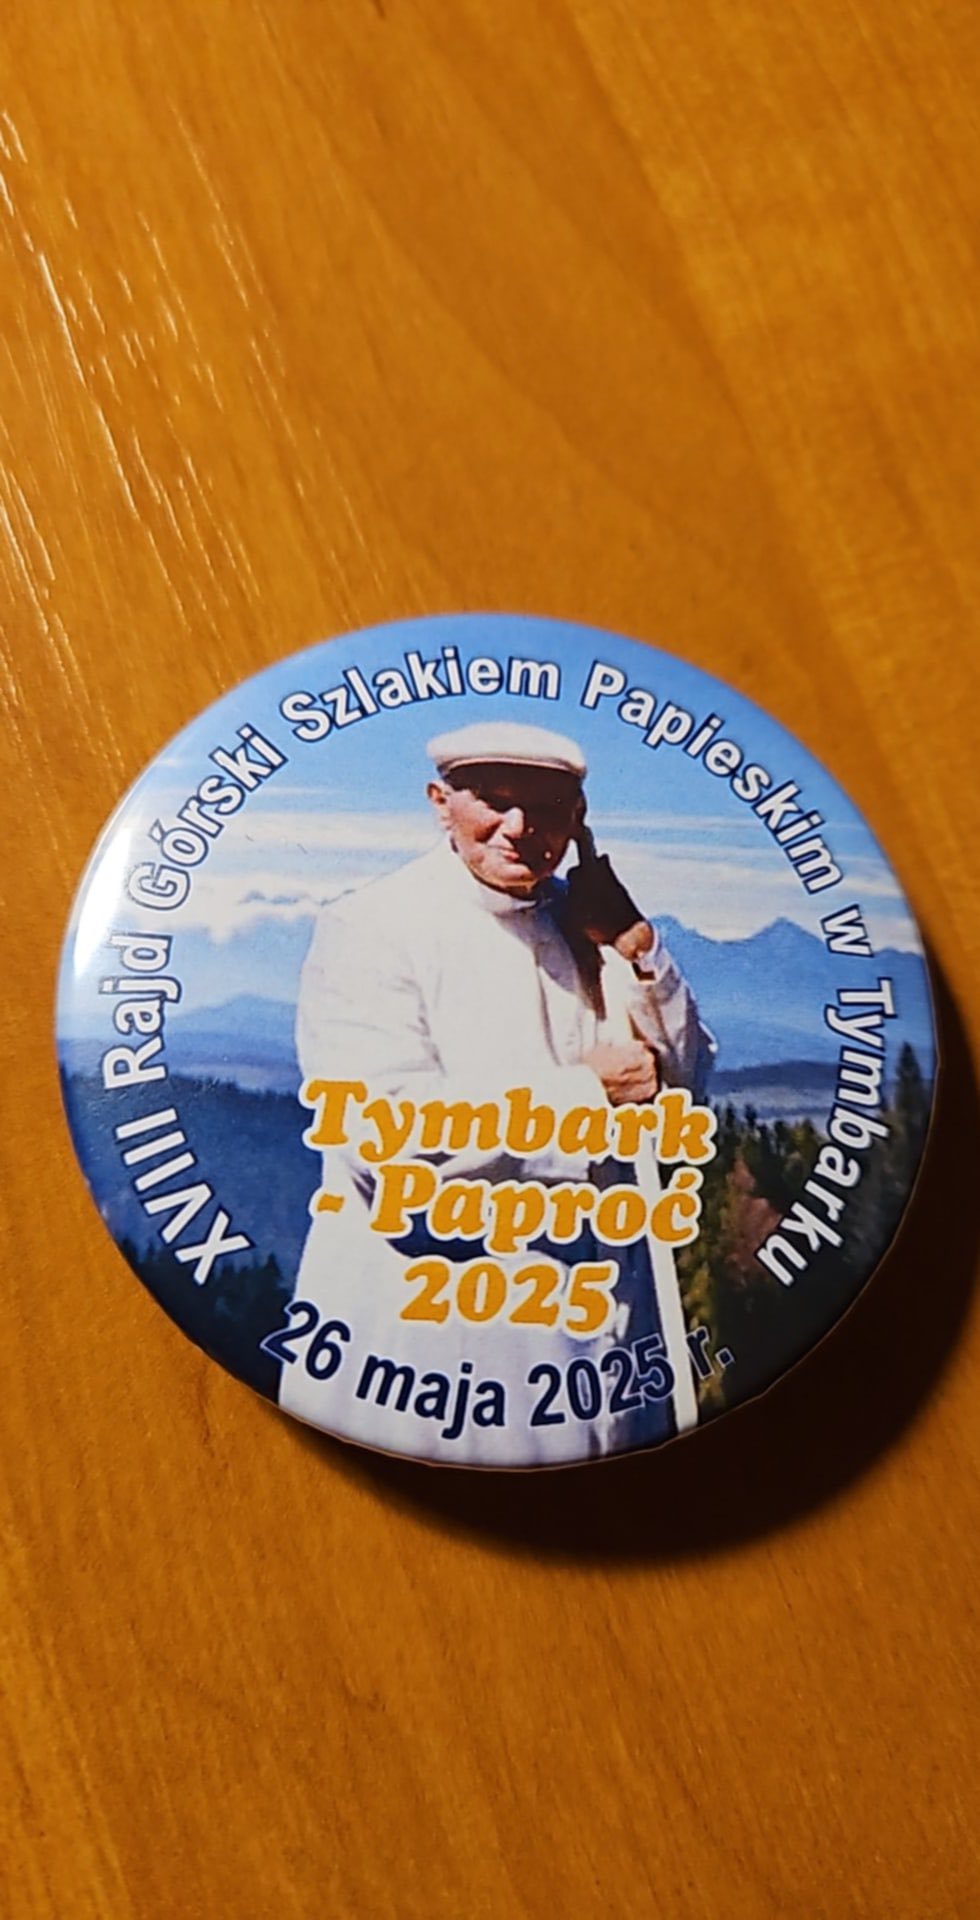 XVIII Rajd Górski Szlakiem Papieskim w Tymbarku
Tymbark
- Paproć
2025
26 maja 2025 r.